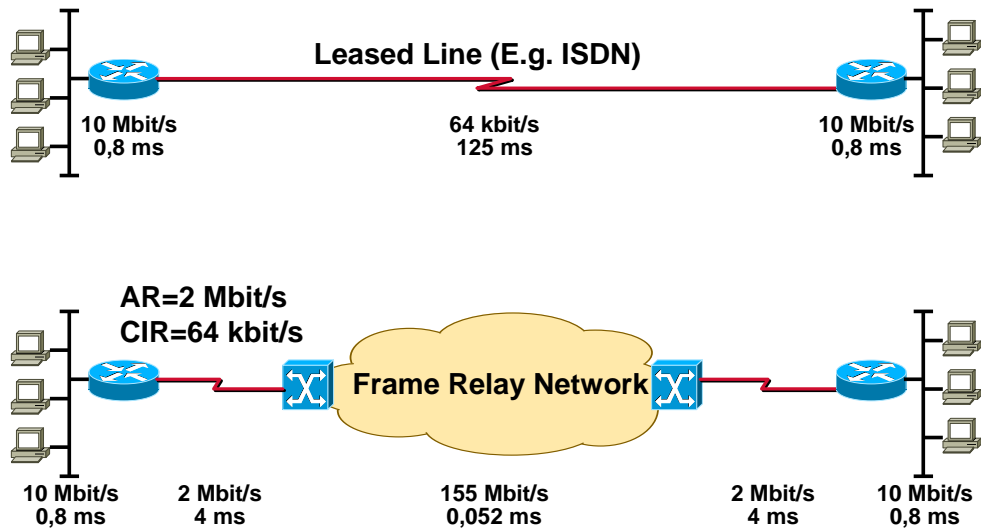 Leased Line (E.g. ISDN)
10 Mbit/s
0,8 ms
64 kbit/s
125 ms
10 Mbit/s
0,8 ms
AR=2 Mbit/s
CIR=64 kbit/s
Frame Relay Network
10 Mbit/s
0,8 ms
2 Mbit/s
4 ms
155 Mbit/s
0,052 ms
2 Mbit/s
4 ms
10 Mbit/s
0,8 ms